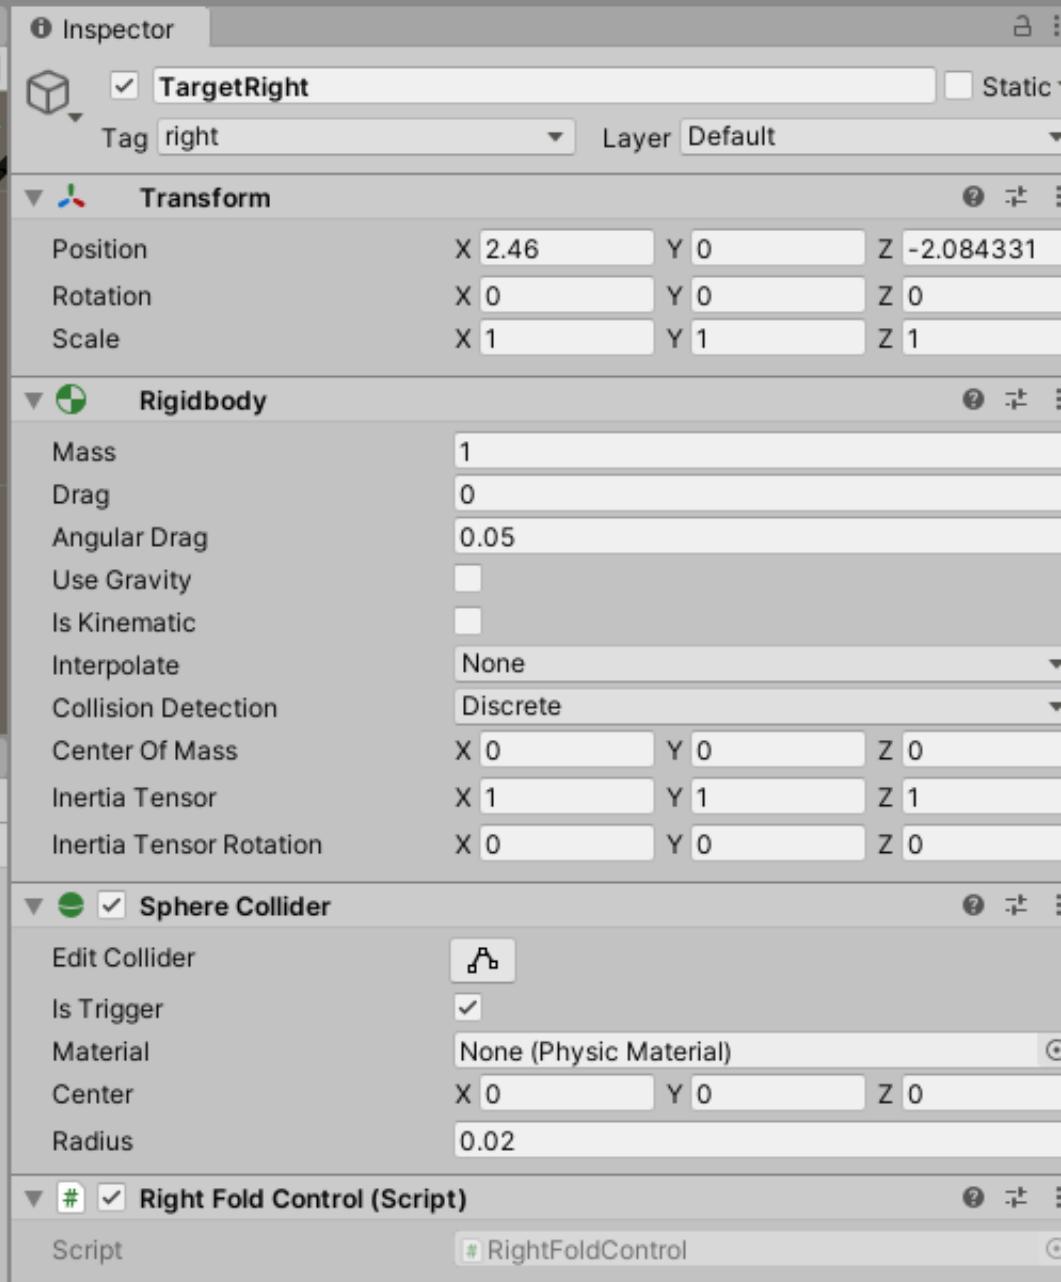 Inspector
TargetRight Static
Tag right Layer Default
Transform
Position X 2.46 Y 0 Z -2.084331
Rotation X 0 Y 0 Z 0
Scale X 1 Y 1 Z 1
Rigidbody
Mass 1
Drag 0
Angular Drag 0.05
Use Gravity
Is Kinematic
Interpolate None
Collision Detection Discrete
Center Of Mass X 0 Y 0 Z 0
Inertia Tensor X 1 Y 1 Z 1
Inertia Tensor Rotation X 0 Y 0 Z 0
Sphere Collider
Edit Collider
Is Trigger
Material None (Physic Material)
Center X 0 Y 0 Z 0
Radius 0.02
# Right Fold Control (Script)
Script # RightFoldControl